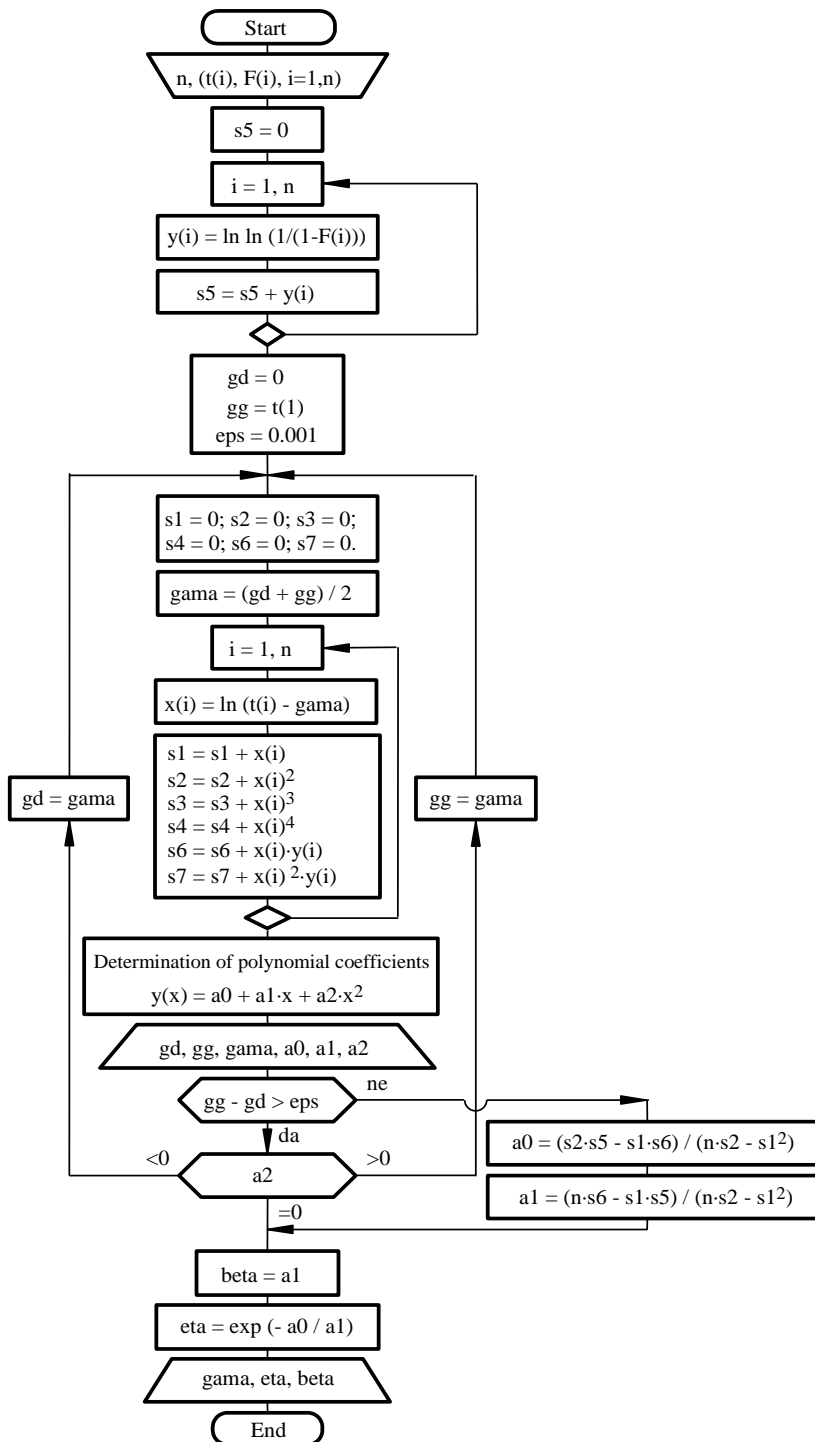 Start
n, (t(i), F(i), i=1,n)
s5 = 0
i = 1, n
y(i) = ln ln (1/(1-F(i)))
s5 = s5 + y(i)
gd = 0
gg = t(1)
eps = 0.001
s1 = 0; s2 = 0; s3 = 0;
s4 = 0; s6 = 0; s7 = 0.
gama = (gd + gg) / 2
i = 1, n
x(i) = ln (t(i) - gama)
s1 = s1 + x(i)
s2 = s2 + x(i)²
s3 = s3 + x(i)³
s4 = s4 + x(i)⁴
s6 = s6 + x(i)·y(i)
s7 = s7 + x(i) ²·y(i)
gd = gama
gg = gama
Determination of polynomial coefficients
y(x) = a0 + a1·x + a2·x²
gd, gg, gama, a0, a1, a2
gg - gd > eps
ne
da
a0 = (s2·s5 - s1·s6) / (n·s2 - s1²)
<0
a2
>0
a1 = (n·s6 - s1·s5) / (n·s2 - s1²)
=0
beta = a1
eta = exp (- a0 / a1)
gama, eta, beta
End